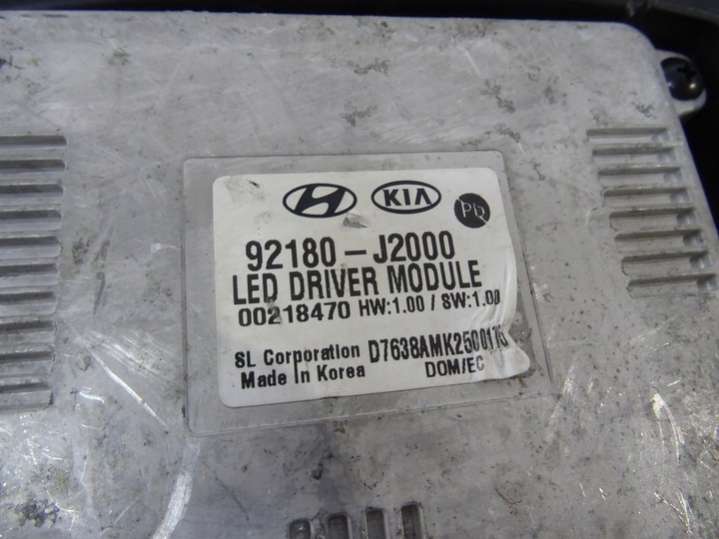 KIA Pb
92180-J2000
LED DRIVER MODULE
00218470 HW:1.00 / SW:1.00
SL Corporation D7638AMK2500176
Made In Korea DOM/EC